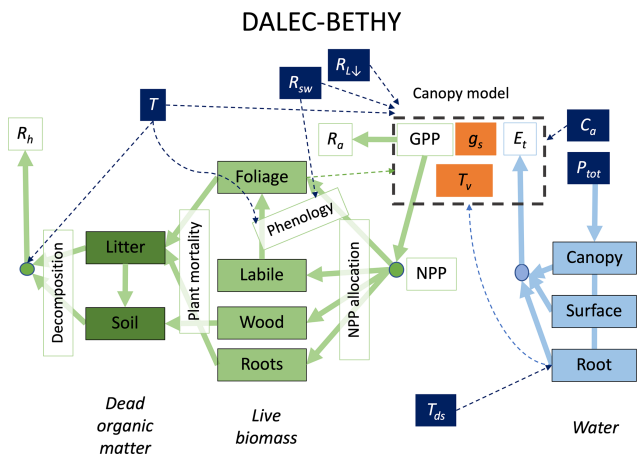 DALEC-BETHY
R_L↓
R_sw
T
Canopy model
C_a
R_h
R_a
GPP
g_s
E_t
T_v
P_tot
Foliage
Phenology
Litter
Plant mortality
Decomposition
Labile
NPP allocation
NPP
Canopy
Soil
Wood
Surface
Roots
Root
T_ds
Dead
organic
matter
Live
biomass
Water